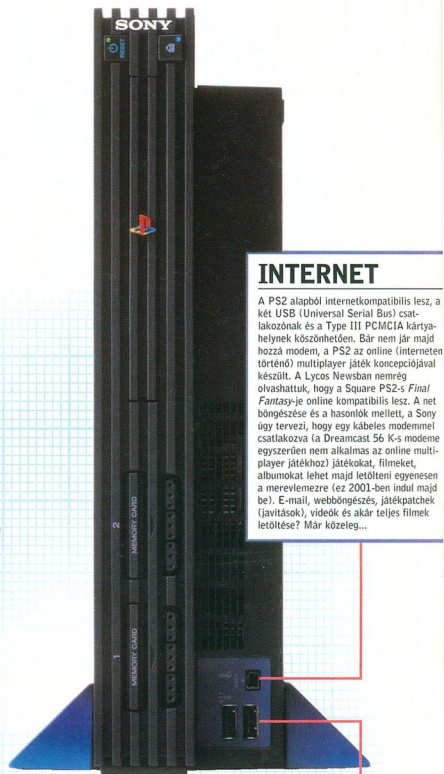 SONY
RESET
INTERNET
A PS2 alapból internetkompatibilis lesz, a
két USB (Universal Serial Bus) csat-
lakozónak és a Type III PCMCIA kártya-
helynek köszönhetően. Bár nem jár majd
hozzá modem, a PS2 az online (interneten
történő) multiplayer játék koncepciójával
készült. A Lycos Newsban nemrég
olvashattuk, hogy a Square PS2-s Final
Fantasy-je online kompatibilis lesz. A net
böngészése és a hasonlók mellett, a Sony
úgy tervezi, hogy egy kábeles modemmel
csatlakozva (a Dreamcast 56 K-s modeme
egyszerűen nem alkalmas az online multi-
player játékhoz) játékokat, filmeket,
albumokat lehet majd letölteni egyenesen
a merevlemezre (ez 2001-ben indul majd
be). E-mail, webböngészés, játékpatchek
(javítások), videók és akár teljes filmek
letöltése? Már közeleg...
2
MEMORY CARD
1
MEMORY CARD